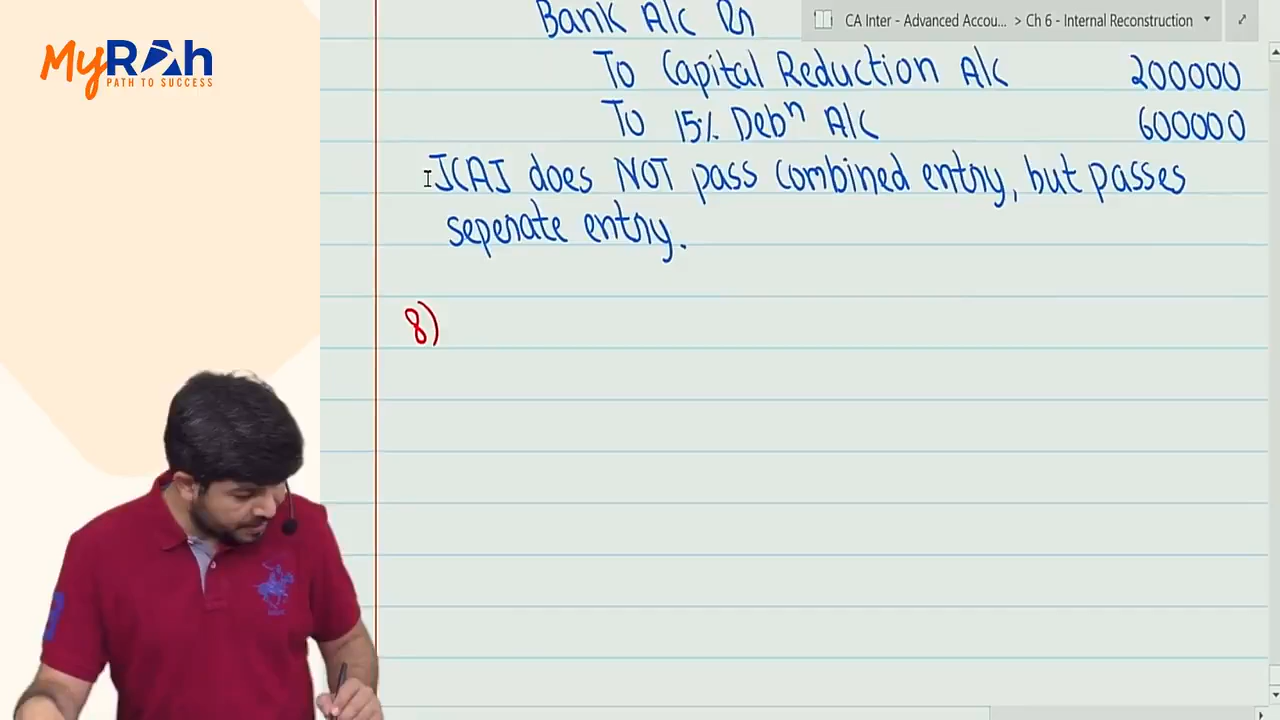 MyRAh
PATH TO SUCCESS
CA Inter - Advanced Accou... > Ch 6 - Internal Reconstruction
Bank A/c Dr
To Capital Reduction A/c 200000
To 15% Debⁿ A/c 600000
ICAI does NOT pass combined entry, but passes
seperate entry.
8)